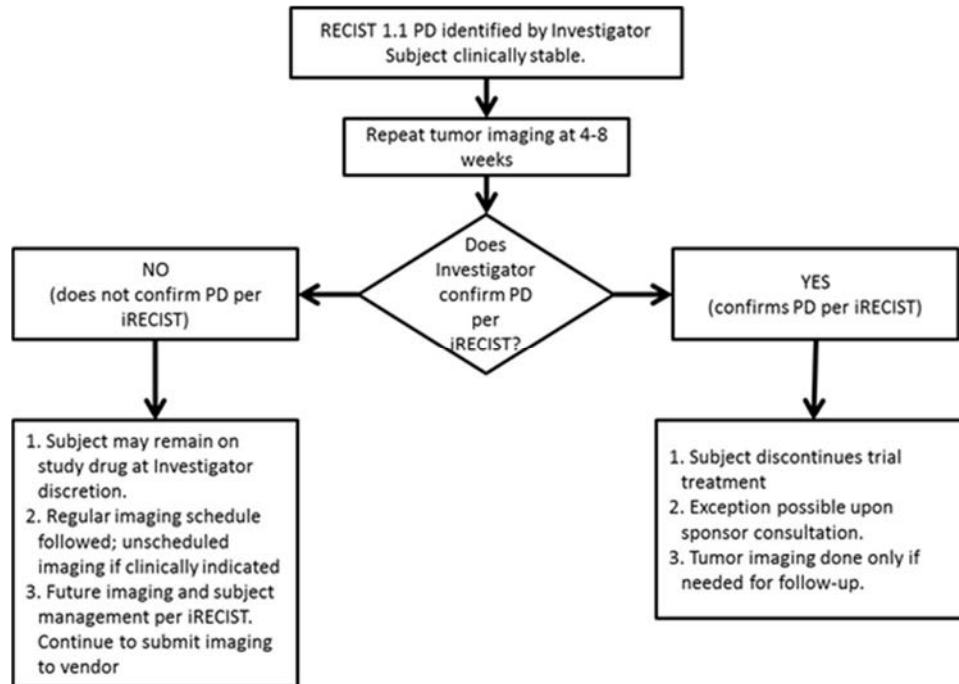 RECIST 1.1 PD identified by Investigator
Subject clinically stable.
Repeat tumor imaging at 4-8
weeks
Does
Investigator
confirm PD
per
iRECIST?
NO
(does not confirm PD per
iRECIST)
YES
(confirms PD per iRECIST)
1. Subject may remain on
study drug at Investigator
discretion.
2. Regular imaging schedule
followed; unscheduled
imaging if clinically indicated
3. Future imaging and subject
management per iRECIST.
Continue to submit imaging
to vendor
1. Subject discontinues trial
treatment
2. Exception possible upon
sponsor consultation.
3. Tumor imaging done only if
needed for follow-up.